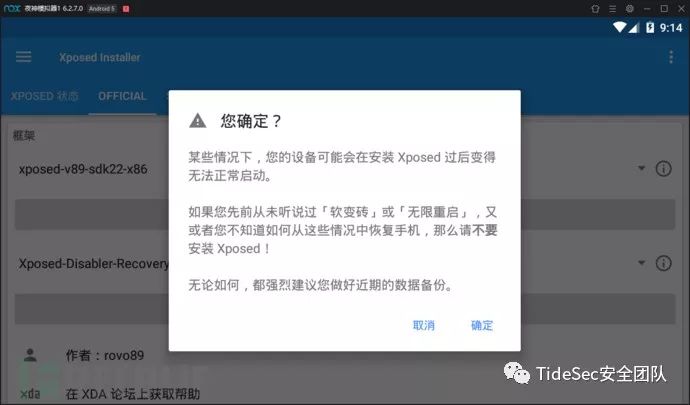 nox 夜神模拟器1 6.2.7.0 Android 5
9:14
Xposed Installer
XPOSED 状态 OFFICIAL
框架
xposed-v89-sdk22-x86
Xposed-Disabler-Recovery
您确定？
某些情况下，您的设备可能会在安装 Xposed 过后变得
无法正常启动。
如果您先前从未听说过「软变砖」或「无限重启」，又
或者您不知道如何从这些情况中恢复手机，那么请不要
安装 Xposed！
无论如何，都强烈建议您做好近期的数据备份。
取消 确定
作者：rovo89
xda 在 XDA 论坛上获取帮助
TideSec安全团队